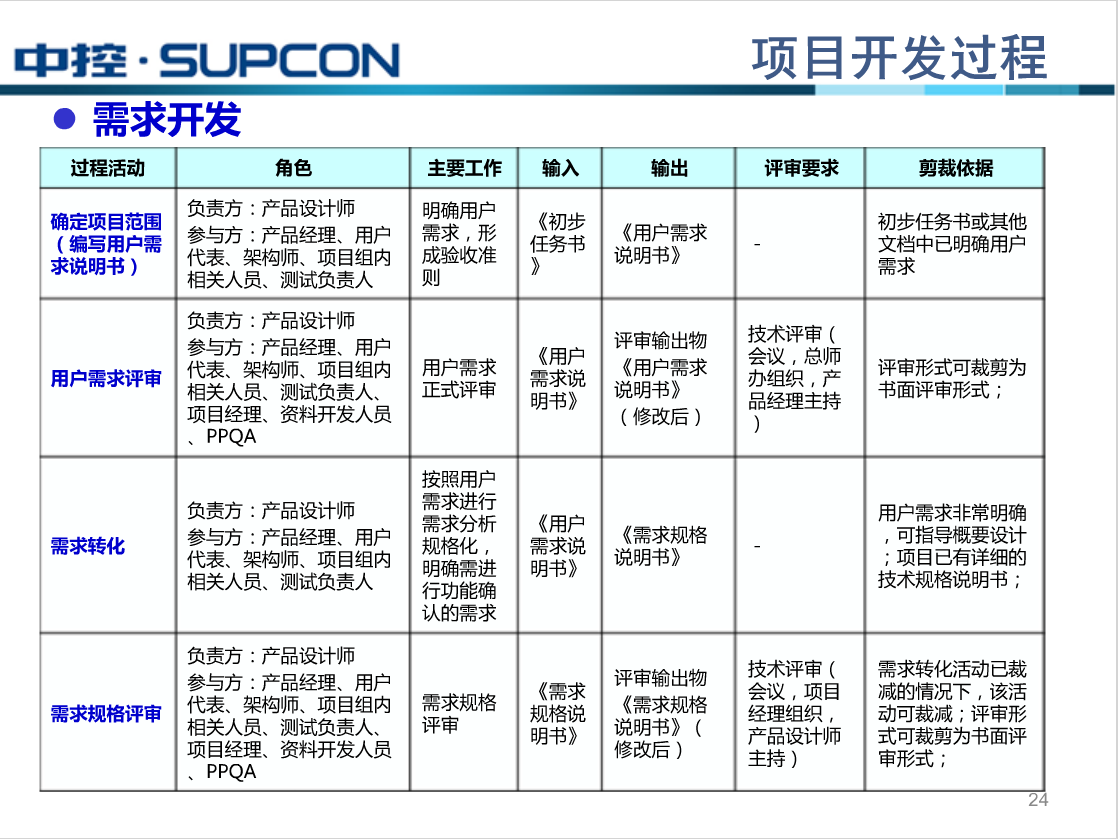 中控·SUPCON
项目开发过程
需求开发
过程活动
角色
主要工作
输入
输出
评审要求
剪裁依据
确定项目范围
（编写用户需
求说明书）
负责方：产品设计师
参与方：产品经理、用户
代表、架构师、项目组内
相关人员、测试负责人
明确用户
需求，形
成验收准
则
《初步
任务书
》
《用户需求
说明书》
-
初步任务书或其他
文档中已明确用户
需求
用户需求评审
负责方：产品设计师
参与方：产品经理、用户
代表、架构师、项目组内
相关人员、测试负责人、
项目经理、资料开发人员
、PPQA
用户需求
正式评审
《用户
需求说
明书》
评审输出物
《用户需求
说明书》
（修改后）
技术评审（
会议，总师
办组织，产
品经理主持
）
评审形式可裁剪为
书面评审形式；
需求转化
负责方：产品设计师
参与方：产品经理、用户
代表、架构师、项目组内
相关人员、测试负责人
按照用户
需求进行
需求分析
规格化，
明确需进
行功能确
认的需求
《用户
需求说
明书》
《需求规格
说明书》
-
用户需求非常明确
，可指导概要设计
；项目已有详细的
技术规格说明书；
需求规格评审
负责方：产品设计师
参与方：产品经理、用户
代表、架构师、项目组内
相关人员、测试负责人、
项目经理、资料开发人员
、PPQA
需求规格
评审
《需求
规格说
明书》
评审输出物
《需求规格
说明书》（
修改后）
技术评审（
会议，项目
经理组织，
产品设计师
主持）
需求转化活动已裁
减的情况下，该活
动可裁减；评审形
式可裁剪为书面评
审形式；
24